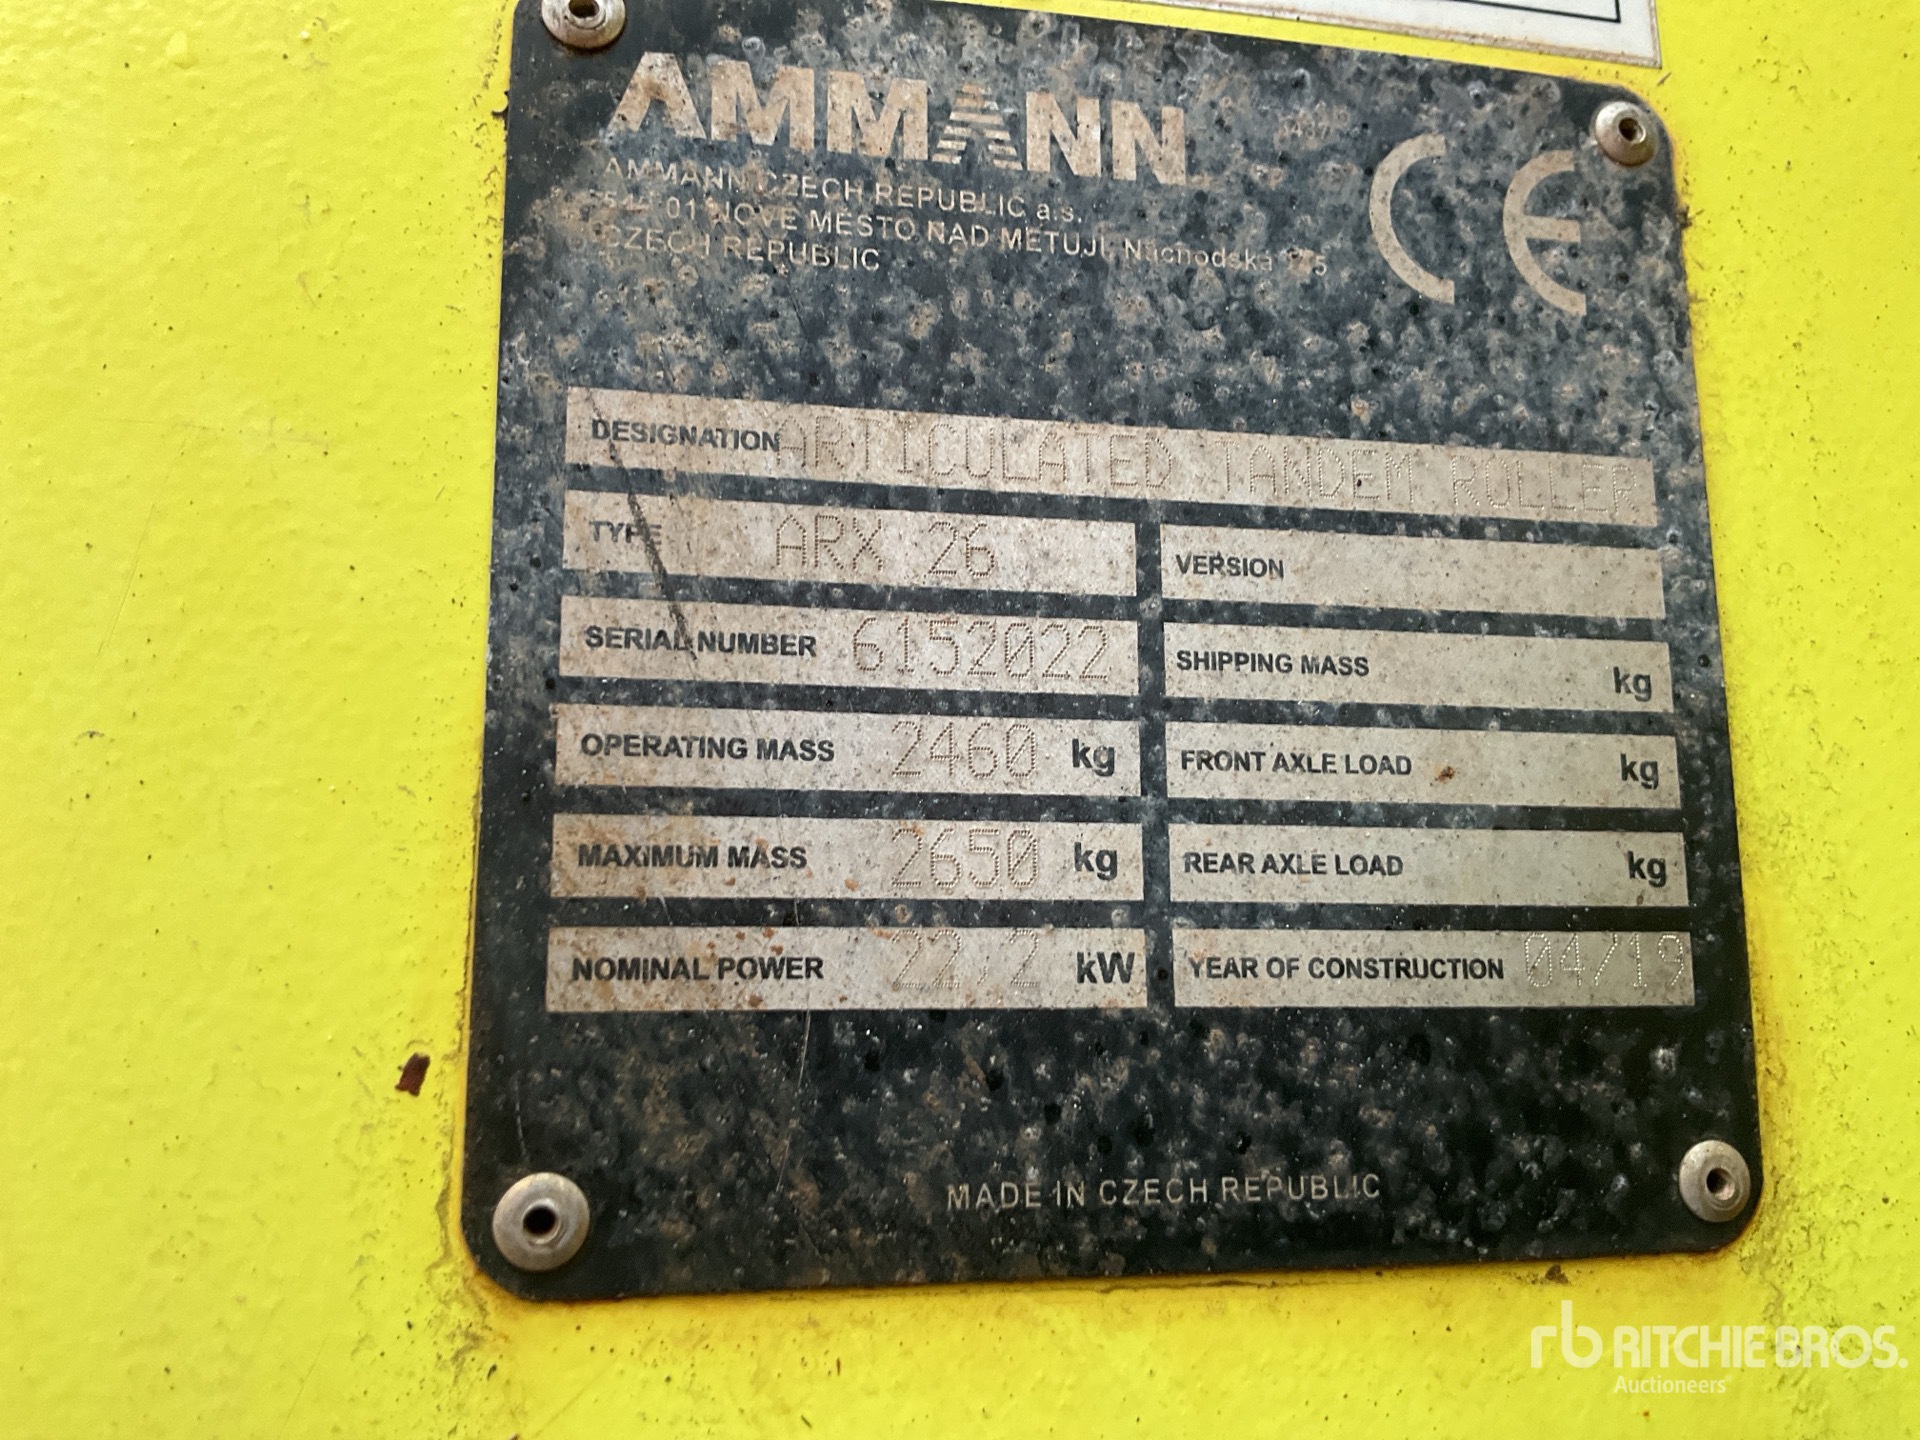 AMMANN
AMMANN CZECH REPUBLIC a.s.
01 NOVE MESTO NAD METUJI, Nachodska
CZECH REPUBLIC
CE
DESIGNATION ARTICULATED TANDEM ROLLER
TYPE ARX 26
VERSION
SERIAL NUMBER 6152022
SHIPPING MASS kg
OPERATING MASS 2460 kg
FRONT AXLE LOAD kg
MAXIMUM MASS 2650 kg
REAR AXLE LOAD kg
NOMINAL POWER 22,2 kW
YEAR OF CONSTRUCTION 04/19
MADE IN CZECH REPUBLIC
rb RITCHIE BROS.
Auctioneers